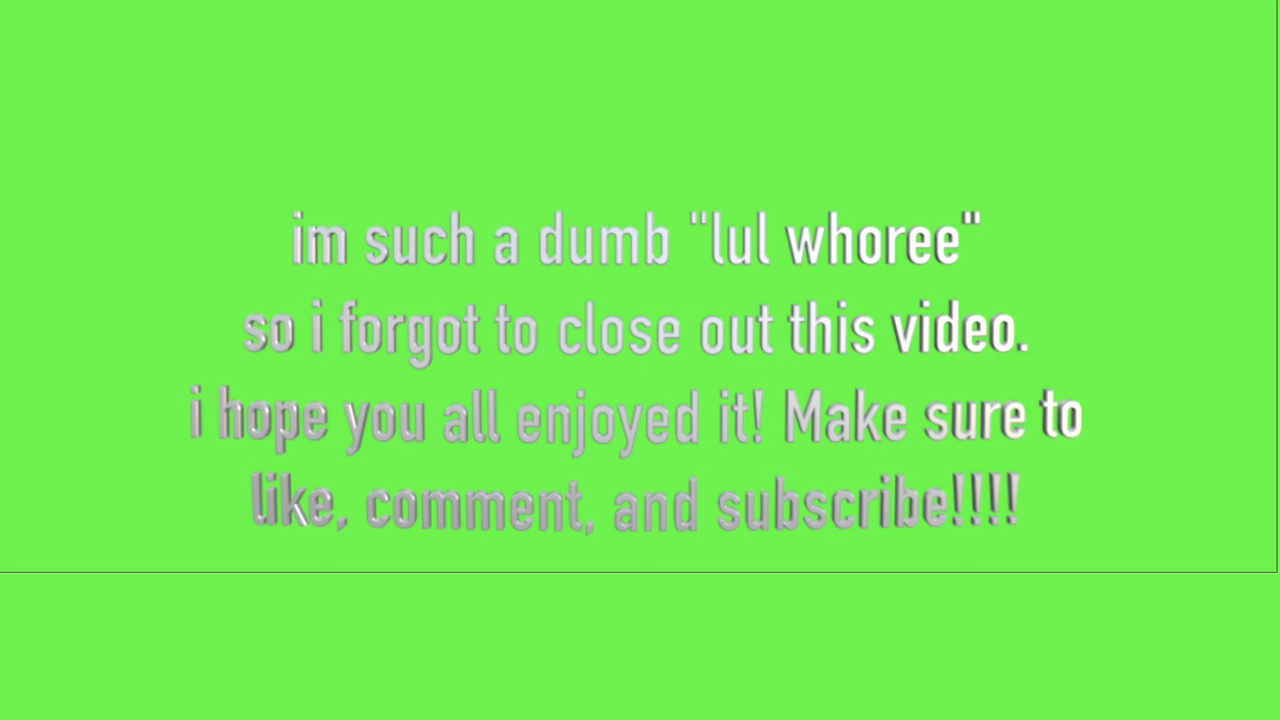 im such a dumb "lul whoree"
so i forgot to close out this video.
i hope you all enjoyed it! Make sure to
like, comment, and subscribe!!!!